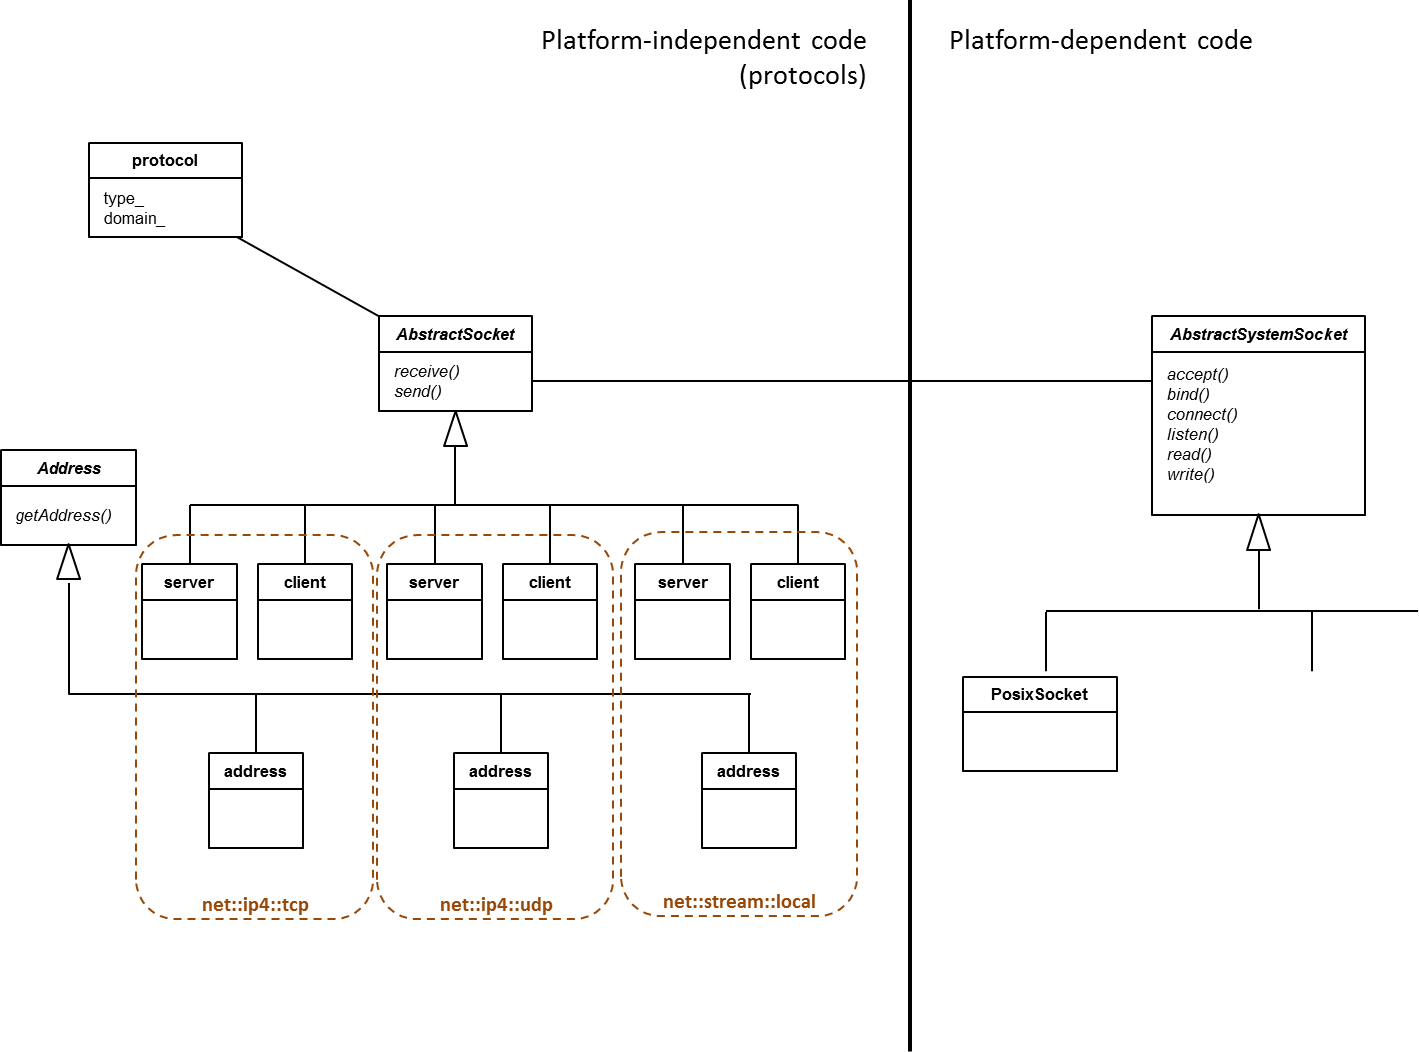 Platform-independent code
(protocols)
Platform-dependent code
protocol
type_
domain_
AbstractSocket
receive()
send()
AbstractSystemSocket
accept()
bind()
connect()
listen()
read()
write()
Address
getAddress()
server
client
server
client
server
client
PosixSocket
address
address
address
net::ip4::tcp
net::ip4::udp
net::stream::local